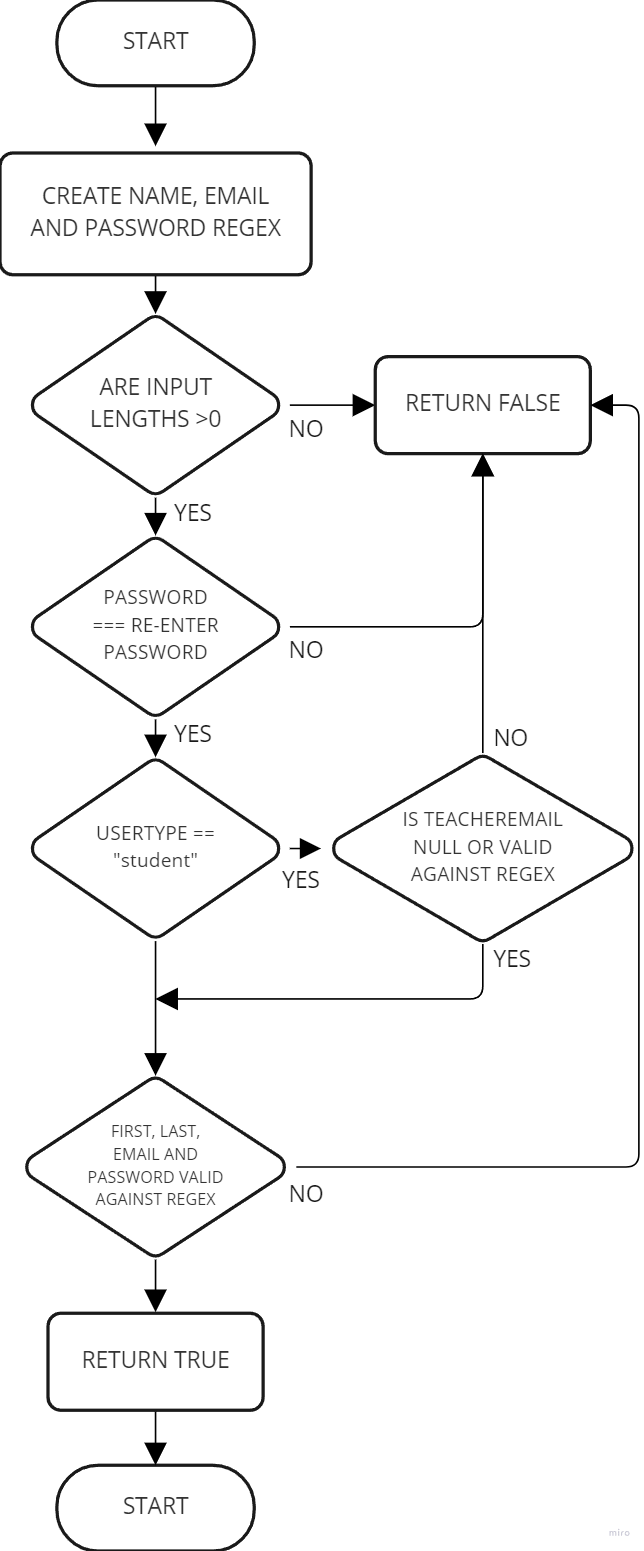 START
CREATE NAME, EMAIL
AND PASSWORD REGEX
ARE INPUT
LENGTHS >0
NO
RETURN FALSE
YES
PASSWORD
=== RE-ENTER
PASSWORD
NO
YES
USERTYPE ==
"student"
YES
NO
IS TEACHEREMAIL
NULL OR VALID
AGAINST REGEX
YES
FIRST, LAST,
EMAIL AND
PASSWORD VALID
AGAINST REGEX
NO
RETURN TRUE
START
miro